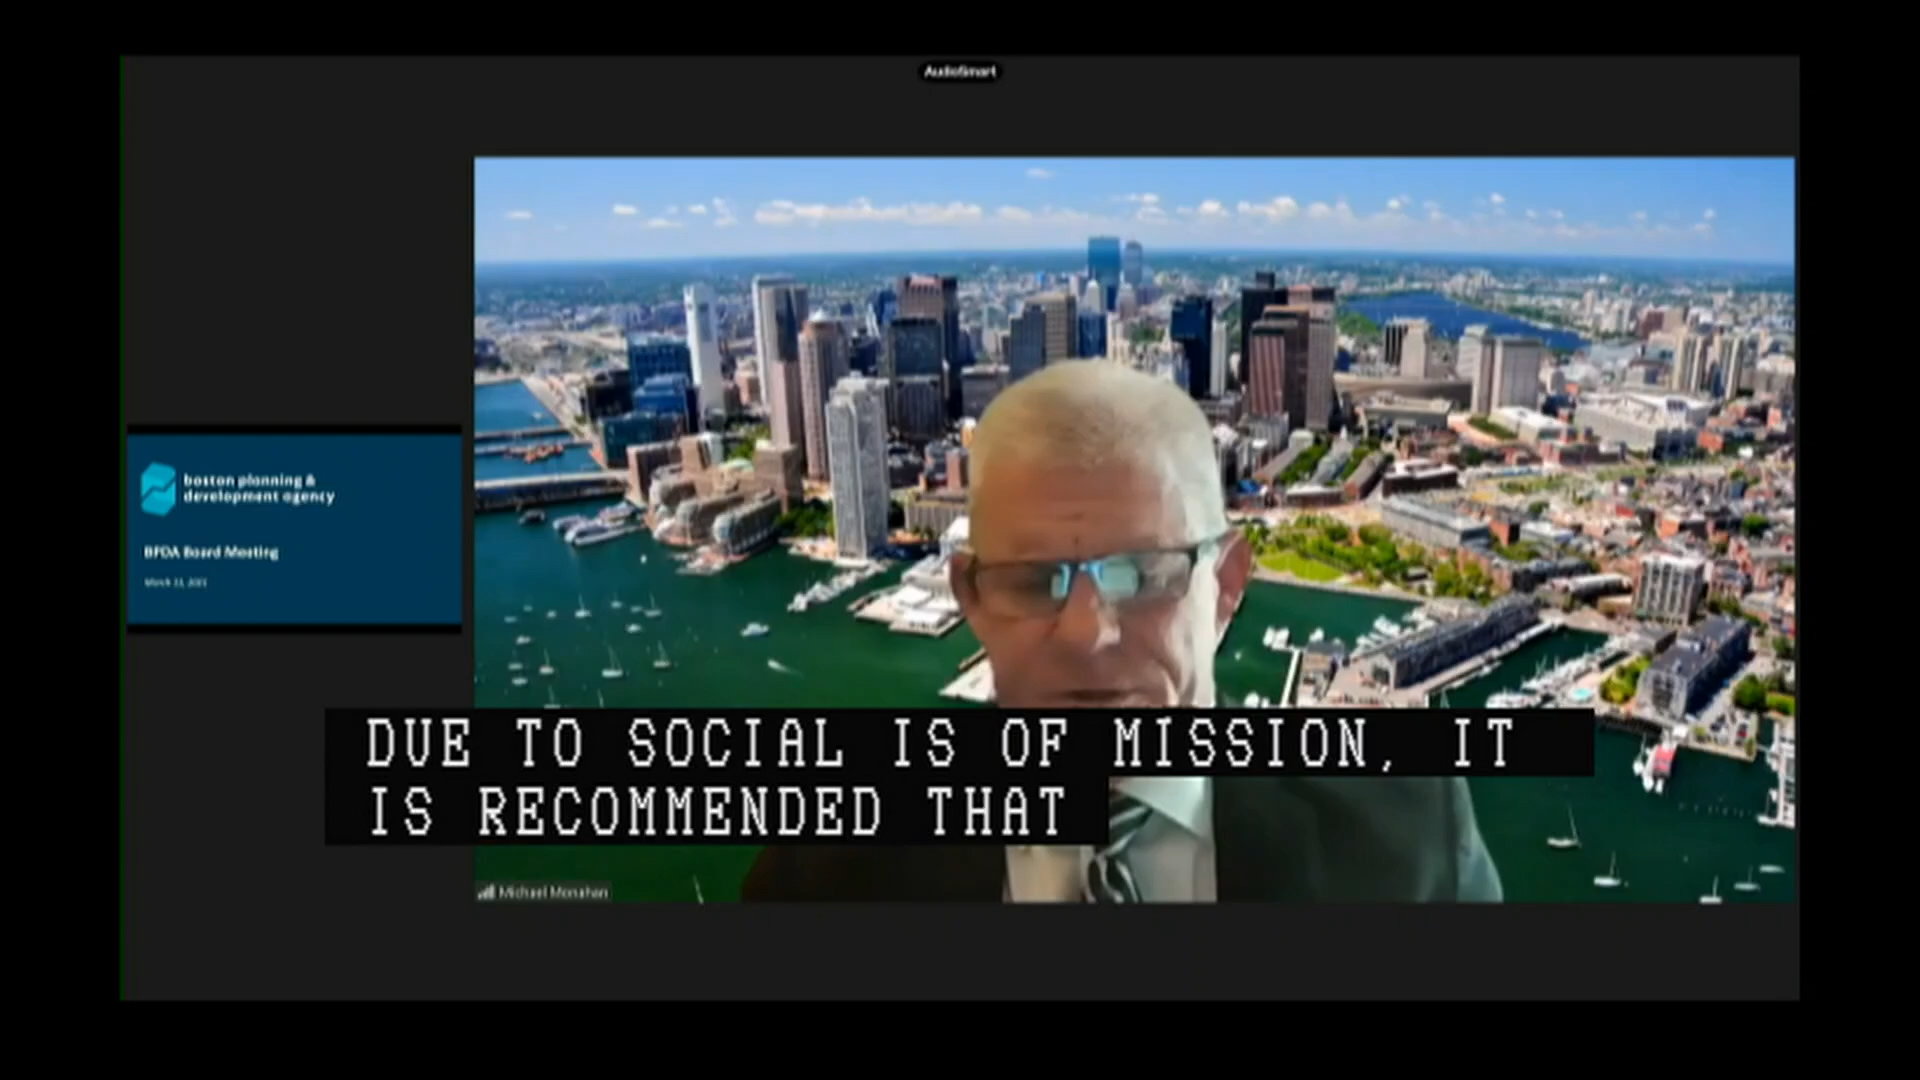 AudioSmart
boston planning &
development agency
BPDA Board Meeting
DUE TO SOCIAL IS OF MISSION, IT
IS RECOMMENDED THAT
Michael Monahan